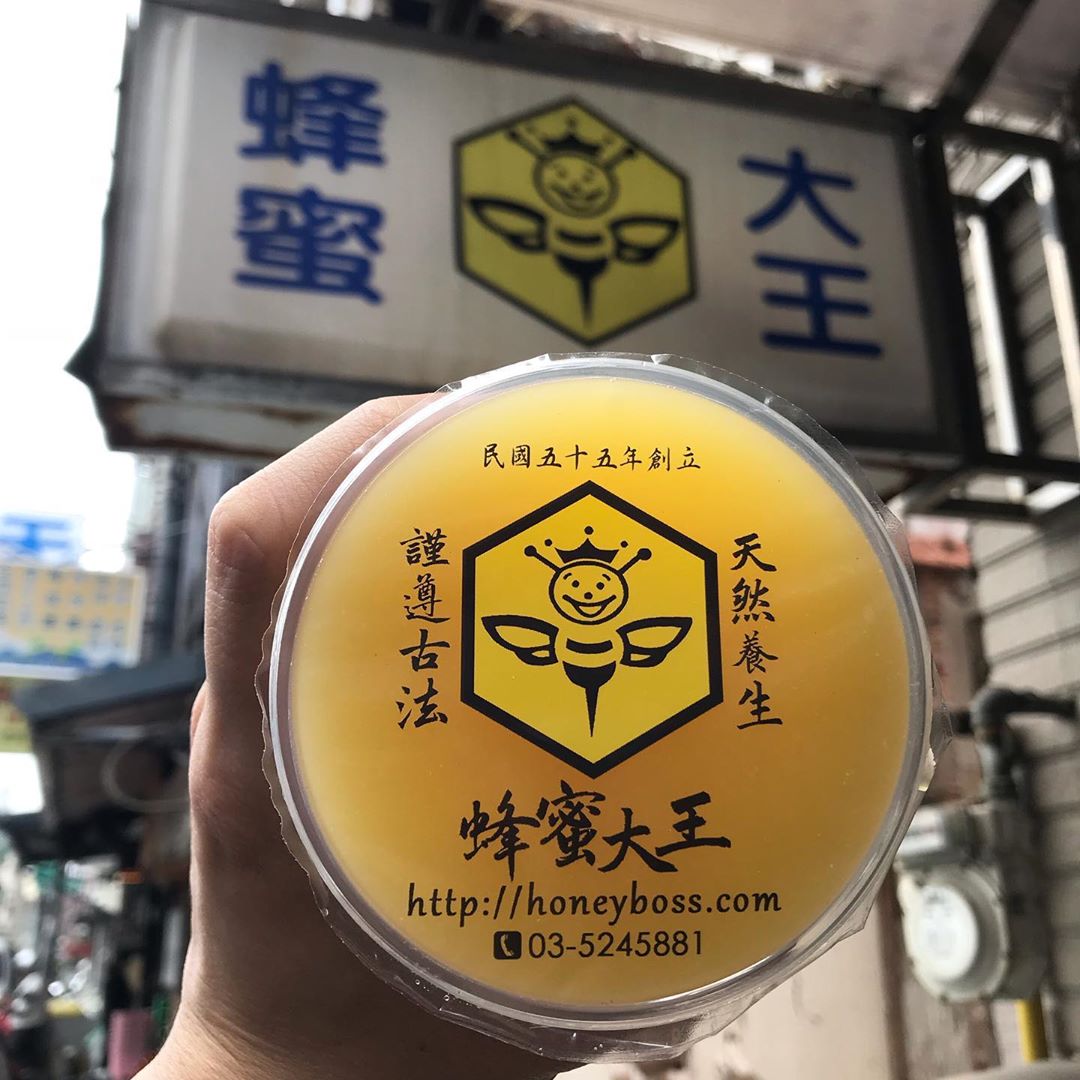 蜂蜜
大王
民國五十五年創立
謹遵古法
天然養生
蜂蜜大王
http://honeyboss.com
03-5245881